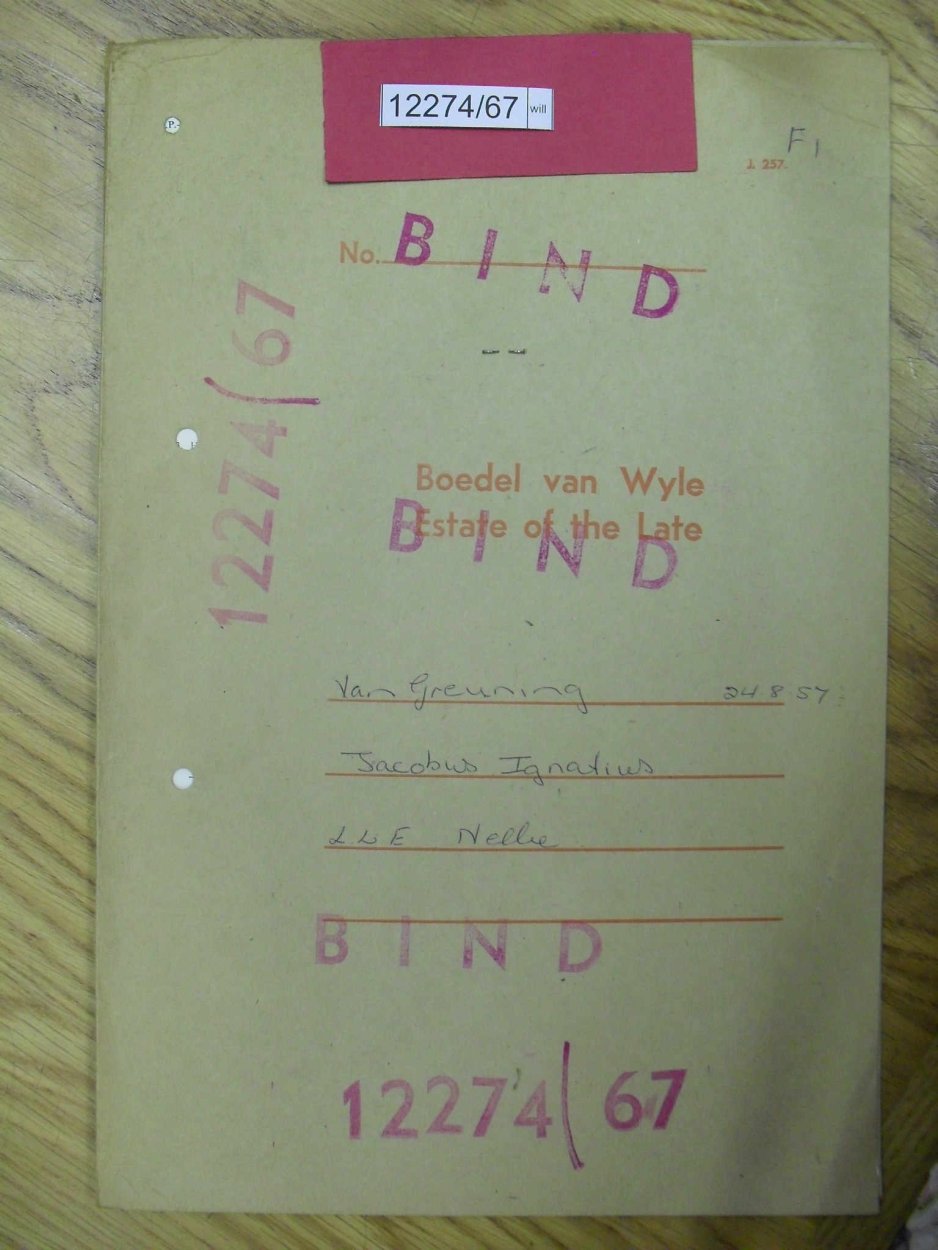 12274/67 will
P.
F1
J. 257.
No.
BIND
12274/67
Boedel van Wyle
Estate of the Late
BIND
Van Greuning 24 8 57
Jacobus Ignatius
LLE Nellie
BIND
12274/67